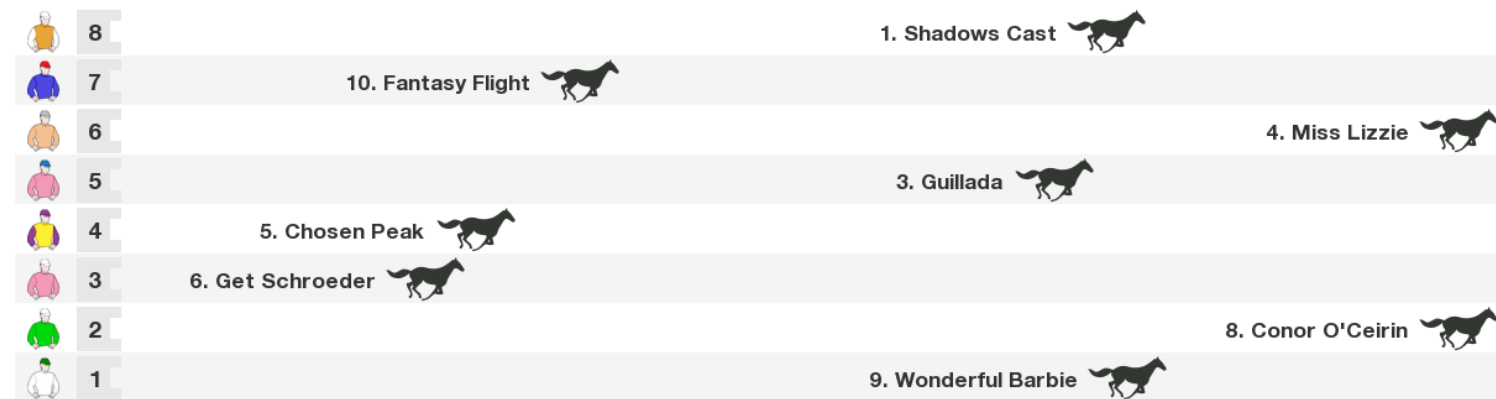 8 1. Shadows Cast
7 10. Fantasy Flight
6 4. Miss Lizzie
5 3. Guillada
4 5. Chosen Peak
3 6. Get Schroeder
2 8. Conor O'Ceirin
1 9. Wonderful Barbie